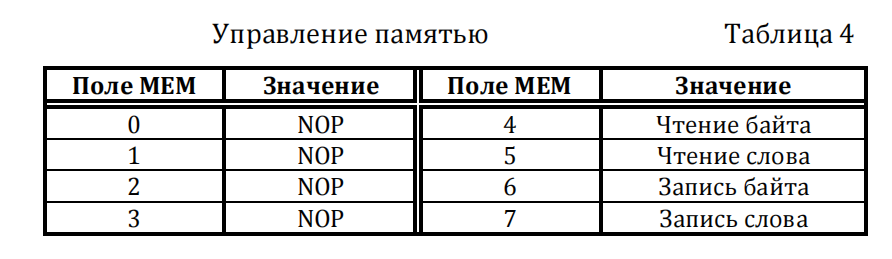 Управление памятью Таблица 4
Поле MEM Значение Поле MEM Значение
0 NOP 4 Чтение байта
1 NOP 5 Чтение слова
2 NOP 6 Запись байта
3 NOP 7 Запись слова